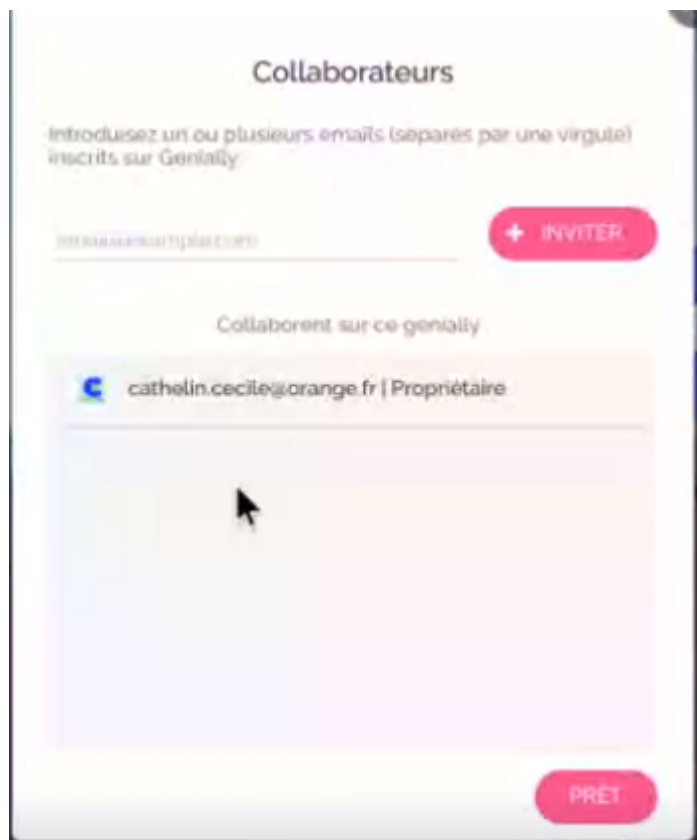 Collaborateurs
Introduisez un ou plusieurs emails (séparés par une virgule)
inscrits sur Genially
+ INVITER
Collaborent sur ce genially
C cathelin.cecile@orange.fr | Propriétaire
PRÊT